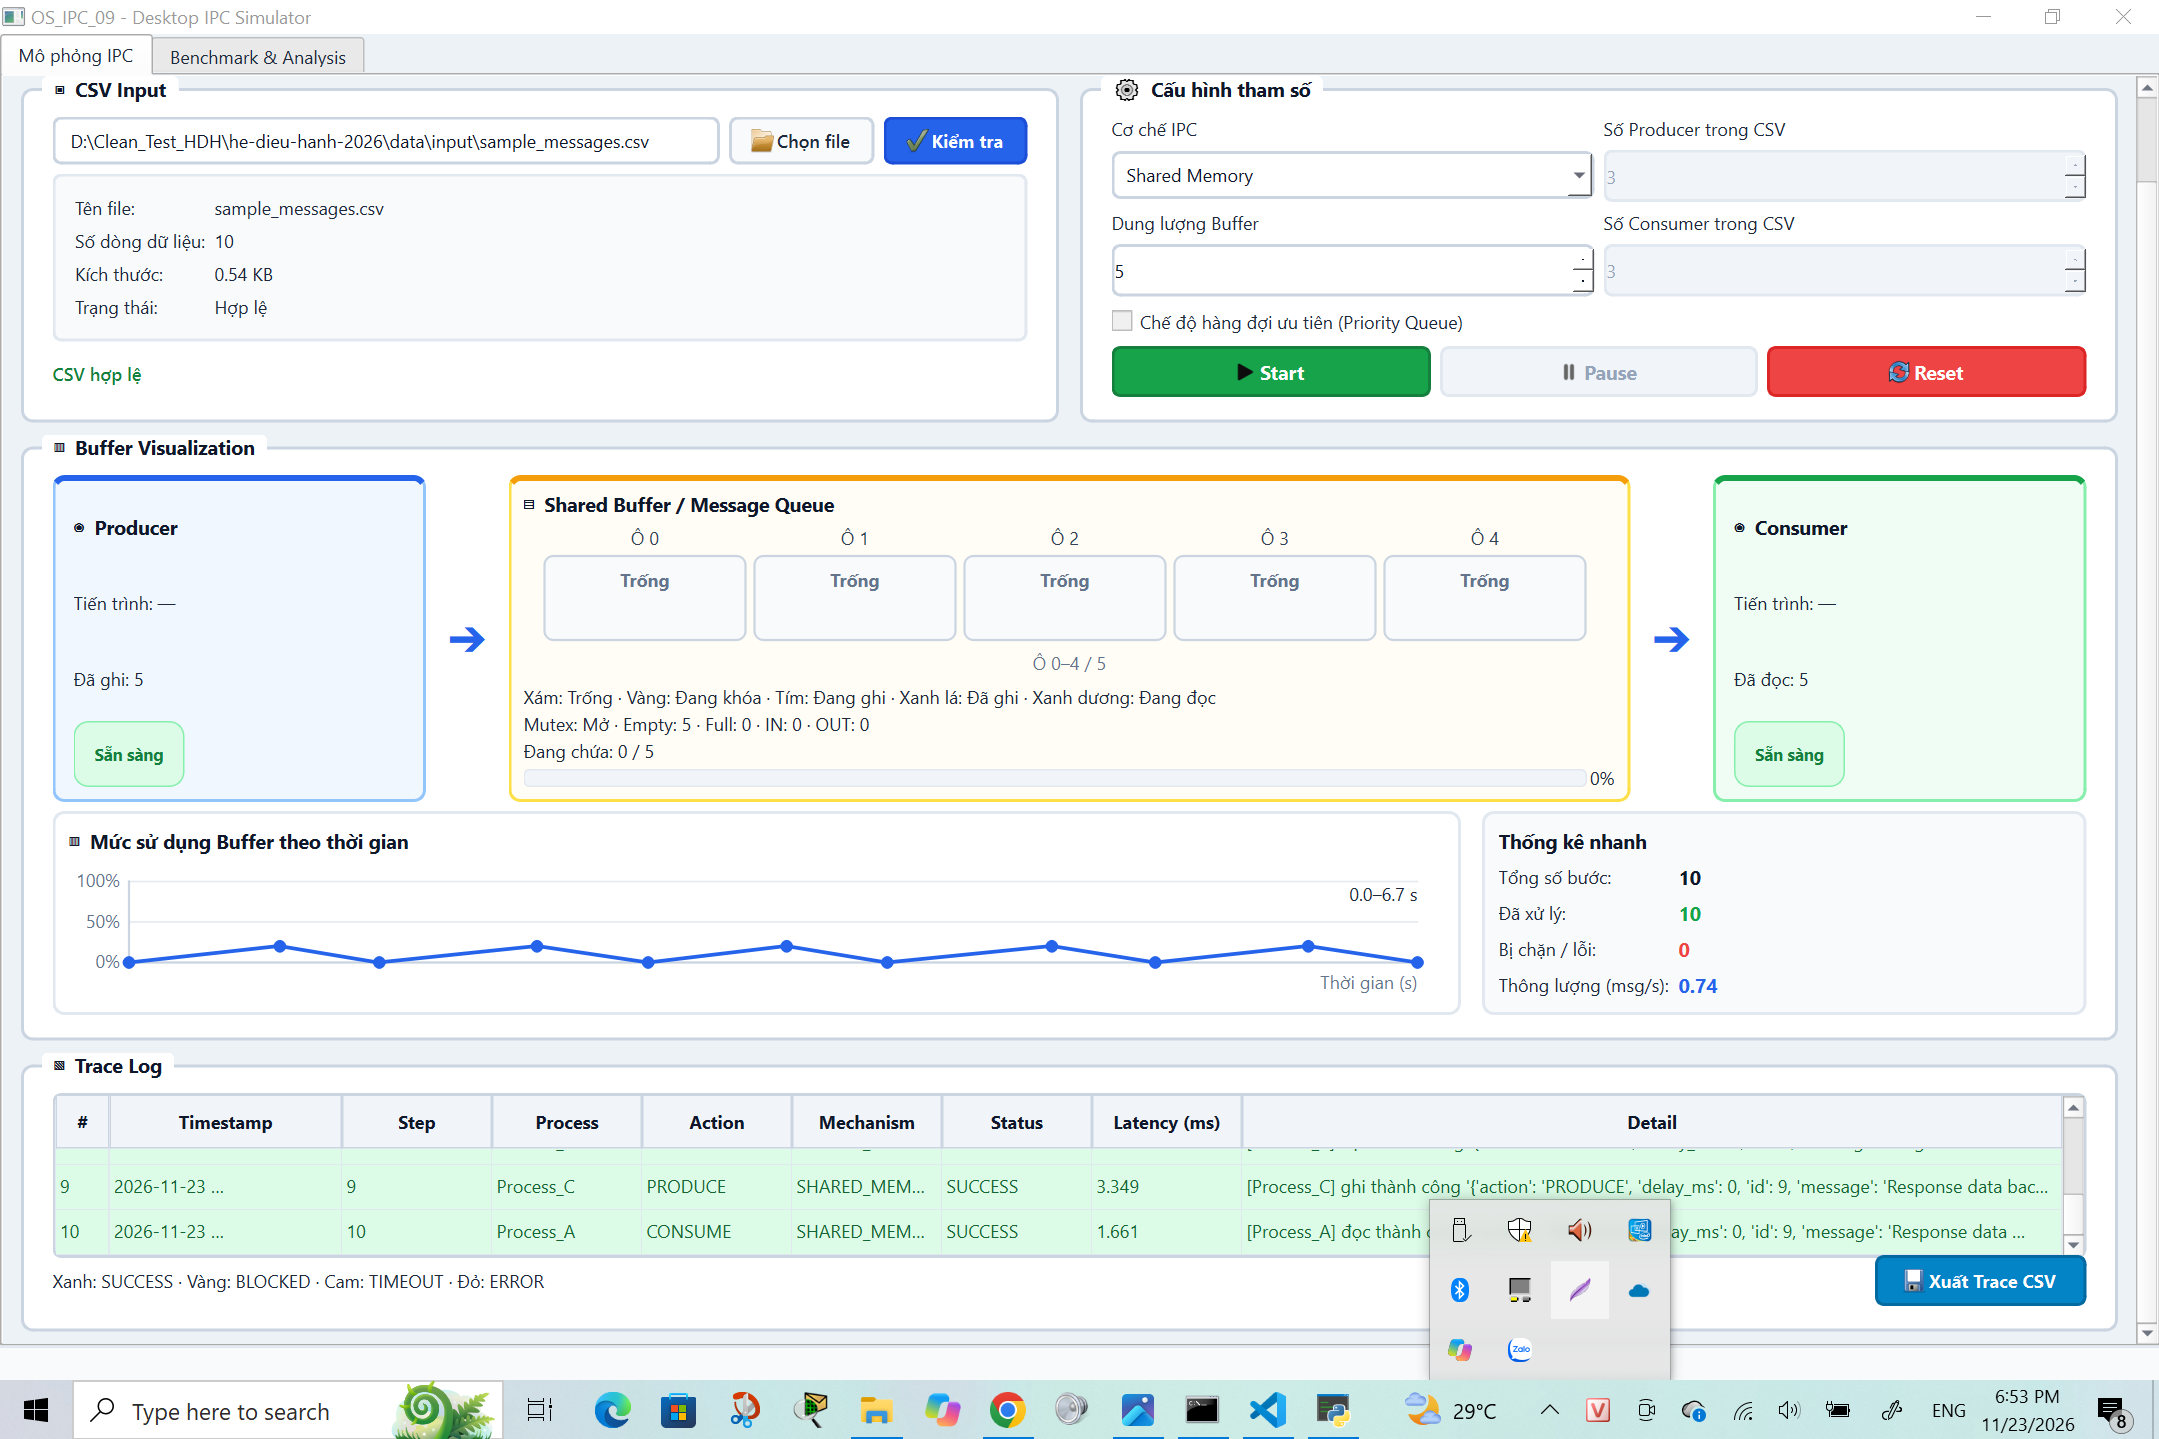 OS_IPC_09 - Desktop IPC Simulator
Mô phỏng IPC
Benchmark & Analysis
CSV Input
D:\Clean_Test_HDH\he-dieu-hanh-2026\data\input\sample_messages.csv
Chọn file
Kiểm tra
Tên file: sample_messages.csv
Số dòng dữ liệu: 10
Kích thước: 0.54 KB
Trạng thái: Hợp lệ
CSV hợp lệ
Cấu hình tham số
Cơ chế IPC
Số Producer trong CSV
Shared Memory
3
Dung lượng Buffer
Số Consumer trong CSV
5
3
Chế độ hàng đợi ưu tiên (Priority Queue)
Start
Pause
Reset
Buffer Visualization
Producer
Tiến trình: —
Đã ghi: 5
Sẵn sàng
Shared Buffer / Message Queue
Ô 0 Ô 1 Ô 2 Ô 3 Ô 4
Trống Trống Trống Trống Trống
Ô 0–4 / 5
Xám: Trống · Vàng: Đang khóa · Tím: Đang ghi · Xanh lá: Đã ghi · Xanh dương: Đang đọc
Mutex: Mở · Empty: 5 · Full: 0 · IN: 0 · OUT: 0
Đang chứa: 0 / 5
0%
Consumer
Tiến trình: —
Đã đọc: 5
Sẵn sàng
Mức sử dụng Buffer theo thời gian
100%
0.0–6.7 s
50%
0%
Thời gian (s)
Thống kê nhanh
Tổng số bước: 10
Đã xử lý: 10
Bị chặn / lỗi: 0
Thông lượng (msg/s): 0.74
Trace Log
# Timestamp Step Process Action Mechanism Status Latency (ms) Detail
9 2026-11-23 ... 9 Process_C PRODUCE SHARED_MEM... SUCCESS 3.349 [Process_C] ghi thành công '{'action': 'PRODUCE', 'delay_ms': 0, 'id': 9, 'message': 'Response data bac...
10 2026-11-23 ... 10 Process_A CONSUME SHARED_MEM... SUCCESS 1.661 [Process_A] đọc thành ay_ms': 0, 'id': 9, 'message': 'Response data ...
Xanh: SUCCESS · Vàng: BLOCKED · Cam: TIMEOUT · Đỏ: ERROR
Xuất Trace CSV
Zalo
Type here to search
29°C
ENG
6:53 PM
11/23/2026
8